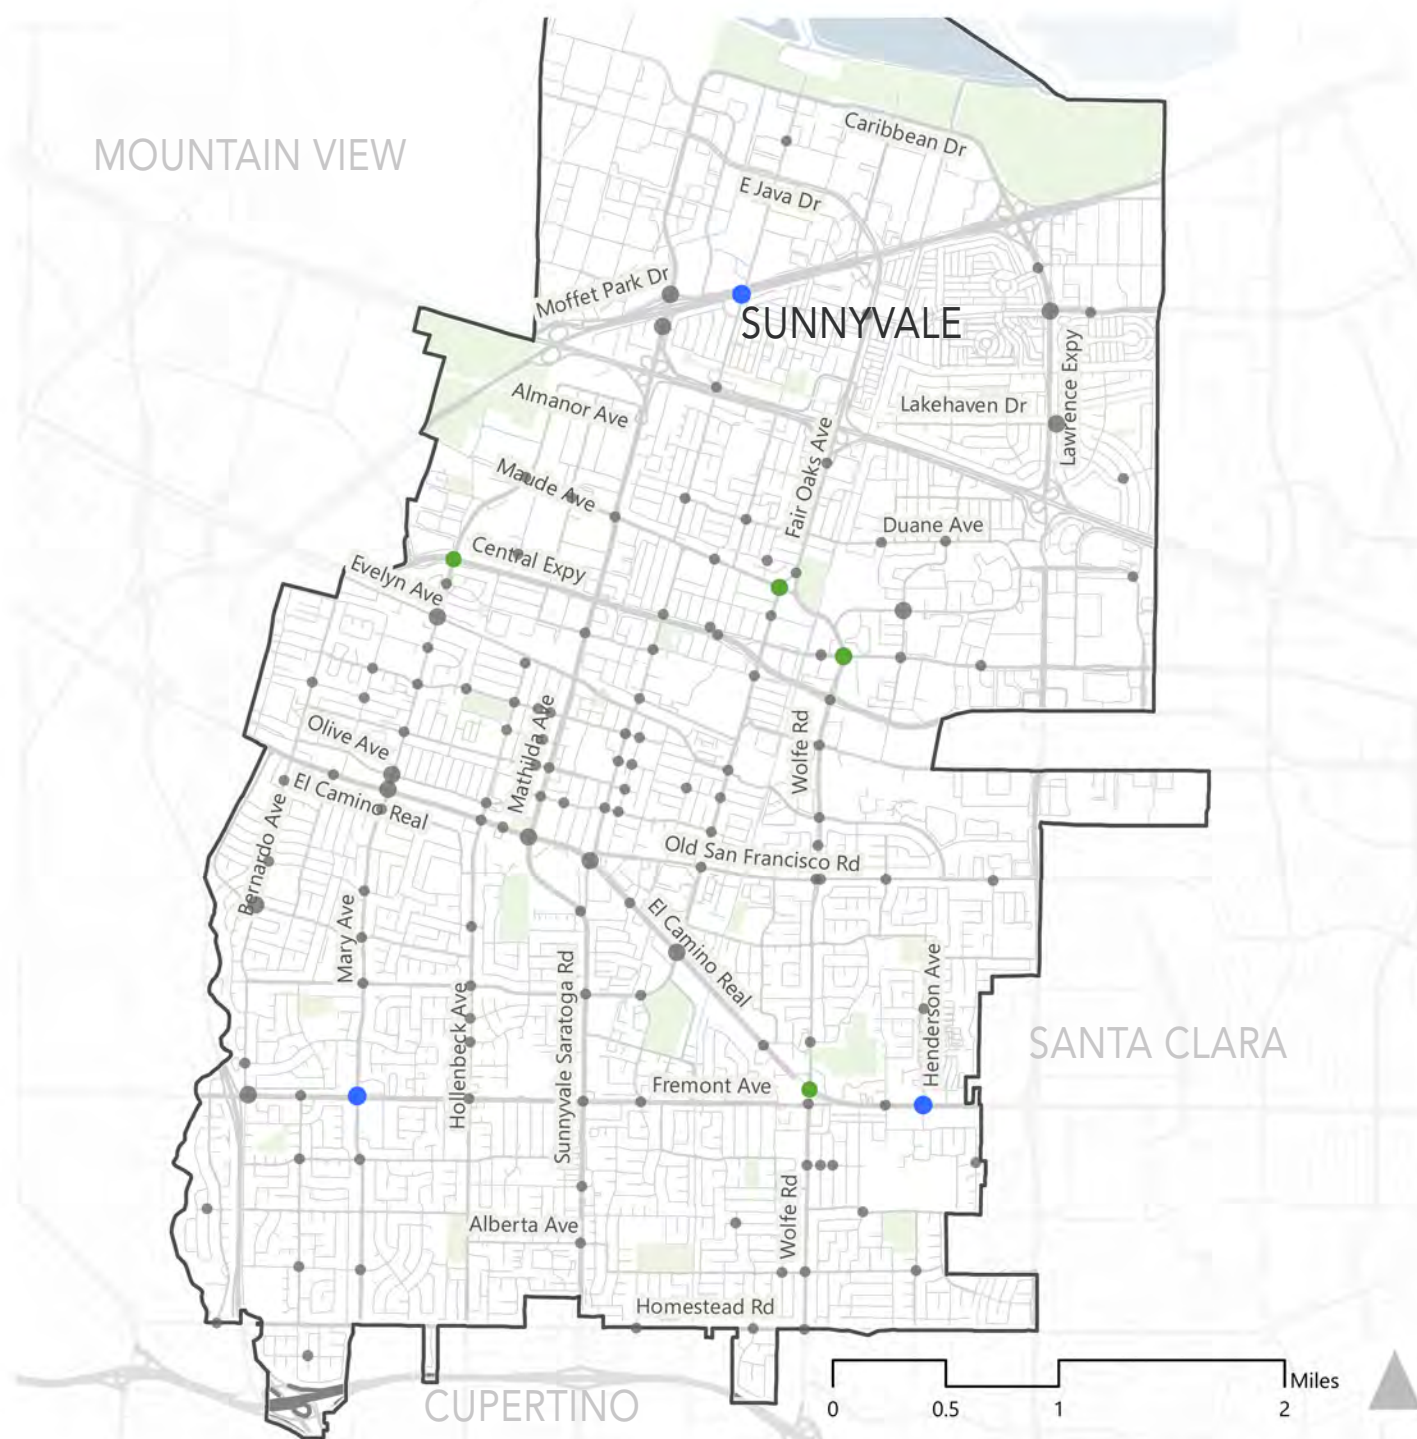 MOUNTAIN VIEW
Caribbean Dr
E Java Dr
Moffet Park Dr
SUNNYVALE
Lawrence Expy
Almanor Ave
Lakehaven Dr
Fair Oaks Ave
Maude Ave
Duane Ave
Central Expy
Evelyn Ave
Mathilda Ave
Olive Ave
Wolfe Rd
El Camino Real
Bernardo Ave
Old San Francisco Rd
Mary Ave
El Camino Real
Henderson Ave
Hollenbeck Ave
Sunnyvale Saratoga Rd
SANTA CLARA
Fremont Ave
Wolfe Rd
Alberta Ave
Homestead Rd
CUPERTINO
Miles
0 0.5 1 2